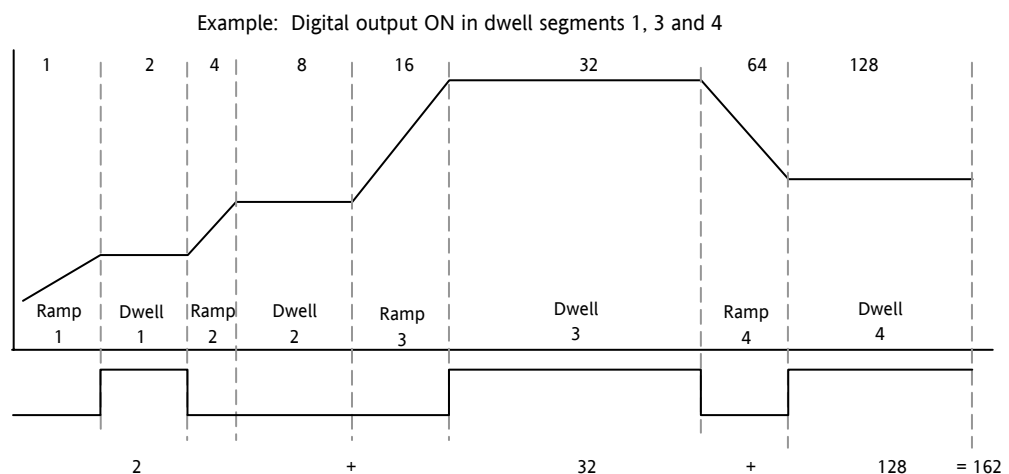 Example: Digital output ON in dwell segments 1, 3 and 4
1 2 4 8 16 32 64 128
Ramp 1
Dwell 1
Ramp 2
Dwell 2
Ramp 3
Dwell 3
Ramp 4
Dwell 4
2 + 32 + 128 = 162